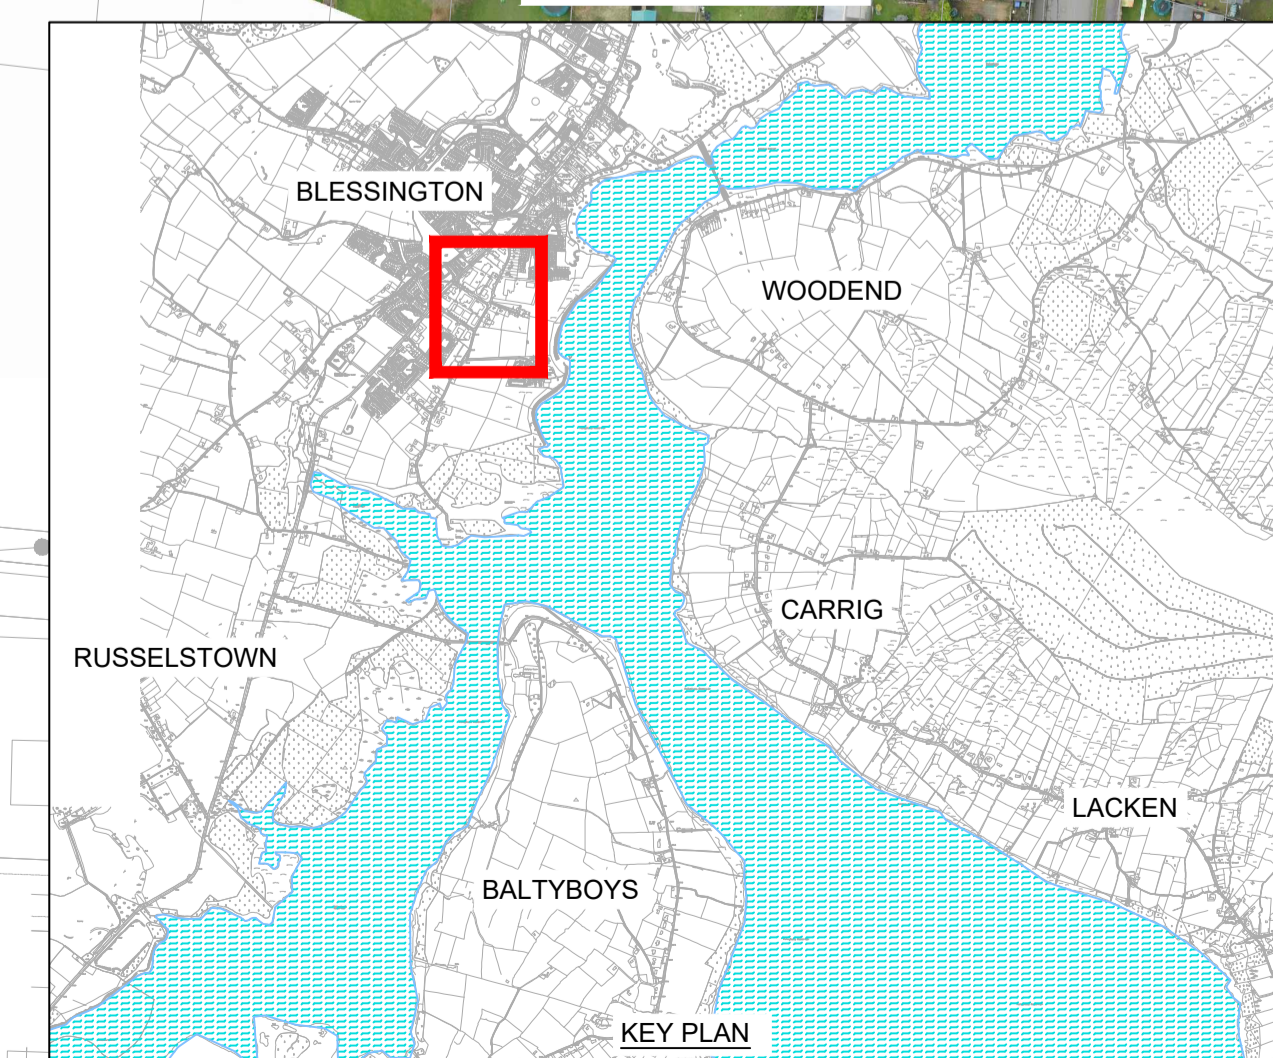 BLESSINGTON
WOODEND
CARRIG
RUSSELSTOWN
LACKEN
BALTYBOYS
KEY PLAN